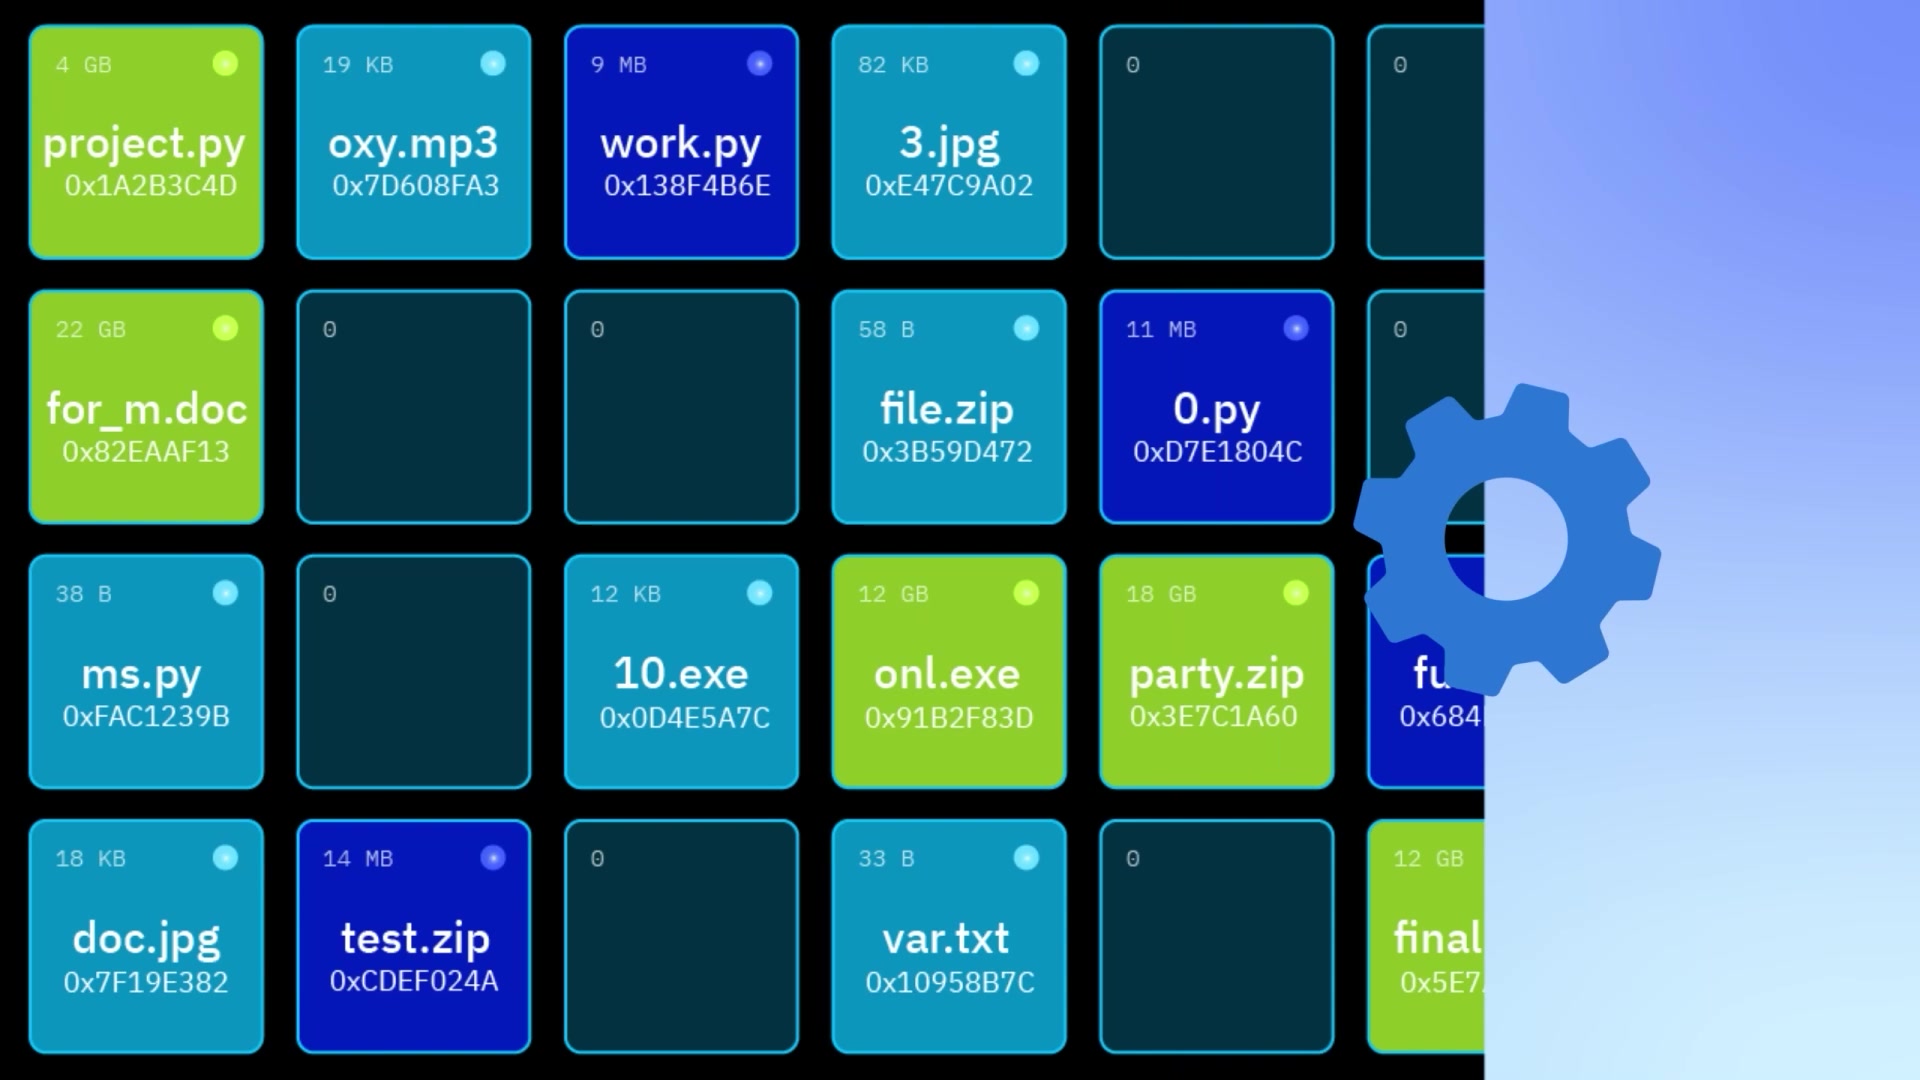 4 GB
project.py
0x1A2B3C4D
19 KB
oxy.mp3
0x7D608FA3
9 MB
work.py
0x138F4B6E
82 KB
3.jpg
0xE47C9A02
0
0
22 GB
for_m.doc
0x82EAAF13
0
0
58 B
file.zip
0x3B59D472
11 MB
0.py
0xD7E1804C
0
38 B
ms.py
0xFAC1239B
0
12 KB
10.exe
0x0D4E5A7C
12 GB
onl.exe
0x91B2F83D
18 GB
party.zip
0x3E7C1A60
0x684
18 KB
doc.jpg
0x7F19E382
14 MB
test.zip
0xCDEF024A
0
33 B
var.txt
0x10958B7C
0
12 GB
final
0x5E7